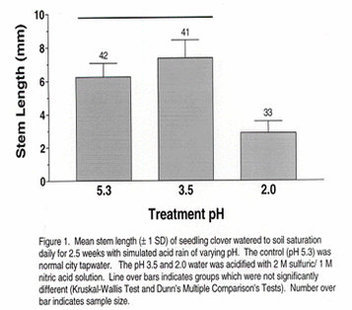 10
41
42
8
6
33
4
2
0
Stem Length (mm)
5.3 3.5 2.0
Treatment pH
Figure 1. Mean stem length (± 1 SD) of seedling clover watered to soil saturation
daily for 2.5 weeks with simulated acid rain of varying pH. The control (pH 5.3) was
normal city tapwater. The pH 3.5 and 2.0 water was acidified with 2 M sulfuric/ 1 M
nitric acid solution. Line over bars indicates groups which were not significantly
different (Kruskal-Wallis Test and Dunn's Multiple Comparison's Tests). Number over
bar indicates sample size.